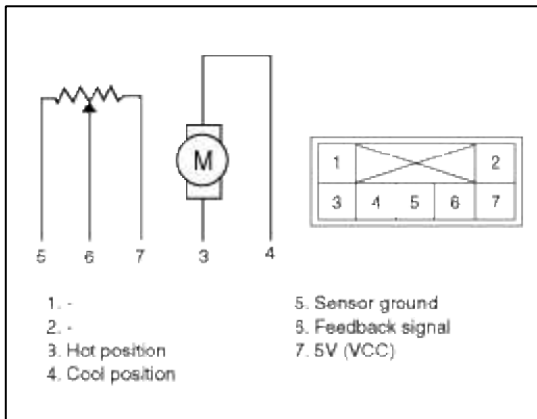 M
5 6 7 3 4
1 2
3 4 5 6 7
1. -
2. -
3. Hot position
4. Cool position
5. Sensor ground
6. Feedback signal
7. 5V (VCC)